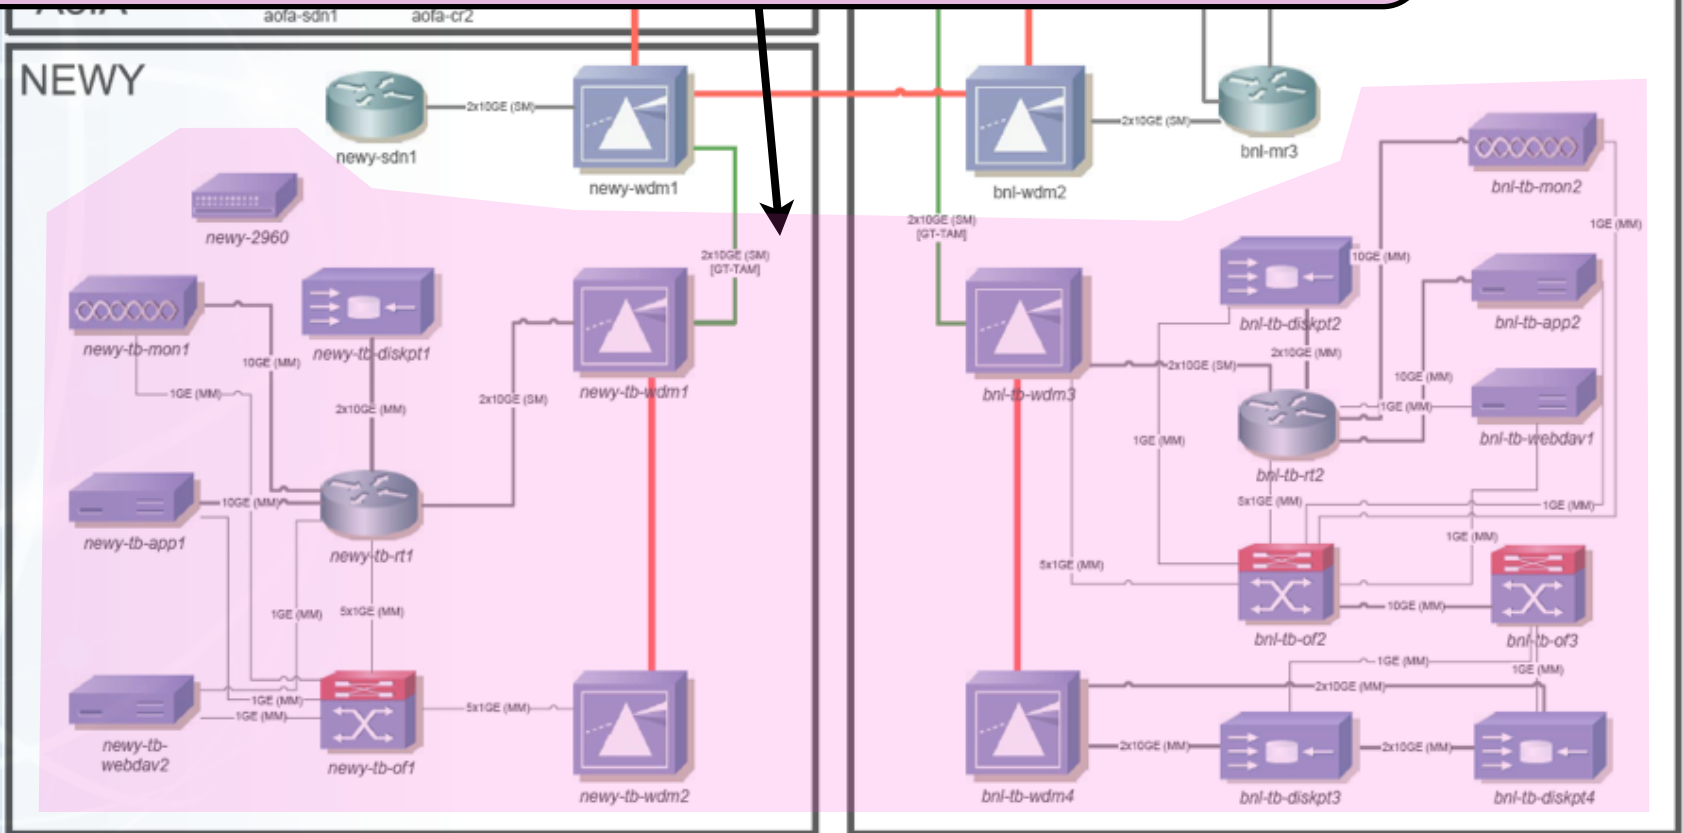 aofa-sdn1
aofa-cr2
NEWY
newy-sdn1
2x10GE (SM)
newy-wdm1
newy-2960
2x10GE (SM)
[GT-TAM]
newy-tb-mon1
10GE (MM)
newy-tb-diskpt1
1GE (MM)
2x10GE (MM)
2x10GE (SM)
newy-tb-wdm1
newy-tb-app1
10GE (MM)
newy-tb-rt1
1GE (MM)
5x1GE (MM)
newy-tb-
webdav2
1GE (MM)
1GE (MM)
newy-tb-of1
5x1GE (MM)
newy-tb-wdm2
bnl-wdm2
2x10GE (SM)
bnl-mr3
2x10GE (SM)
[GT-TAM]
bnl-tb-mon2
1GE (MM)
10GE (MM)
bnl-tb-diskpt2
2x10GE (MM)
bnl-tb-app2
bnl-tb-wdm3
2x10GE (SM)
10GE (MM)
1GE (MM)
1GE (MM)
bnl-tb-webdav1
bnl-tb-rt2
5x1GE (MM)
1GE (MM)
1GE (MM)
5x1GE (MM)
bnl-tb-of2
10GE (MM)
bnl-tb-of3
1GE (MM)
1GE (MM)
2x10GE (MM)
bnl-tb-wdm4
2x10GE (MM)
bnl-tb-diskpt3
2x10GE (MM)
bnl-tb-diskpt4